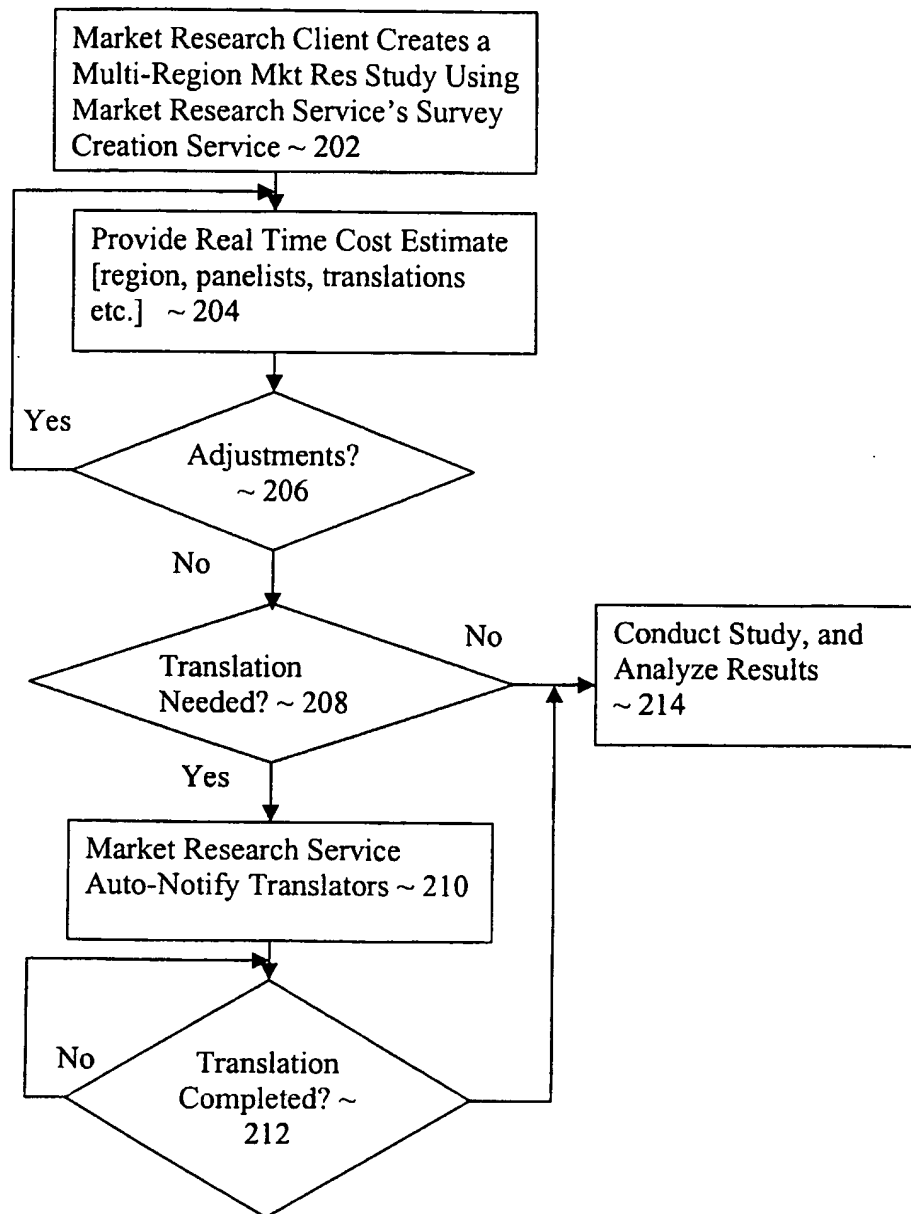 Market Research Client Creates a
Multi-Region Mkt Res Study Using
Market Research Service's Survey
Creation Service ~ 202
Provide Real Time Cost Estimate
[region, panelists, translations
etc.] ~ 204
Yes
Adjustments?
~ 206
No
Translation
Needed? ~ 208
No
Conduct Study, and
Analyze Results
~ 214
Yes
Market Research Service
Auto-Notify Translators ~ 210
No
Translation
Completed? ~
212